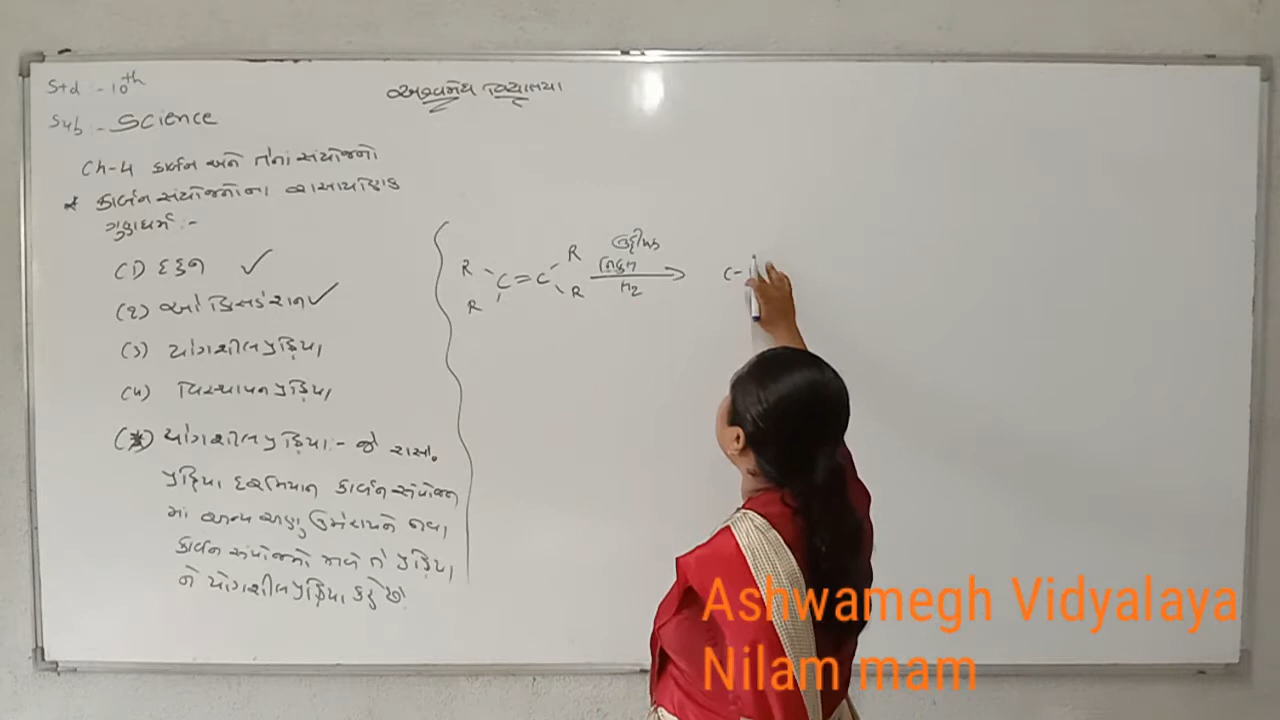 અશ્વમેધ વિદ્યાલય
Std :- 10th
Sub :- Science
Ch-4 કાર્બન અને તેનાં સંયોજનો
* કાર્બન સંયોજનોના રાસાયણિક
ગુણધર્મ :-
(1) દહન ✓
(2) ઓક્સિડેશન ✓
(3) યોગશીલ પ્રક્રિયા
(4) વિસ્થાપન પ્રક્રિયા
(*) યોગશીલ પ્રક્રિયા :- જે રાસા.
પ્રક્રિયા દરમિયાન કાર્બન સંયોજન
માં અન્ય અણુ ઉમેરાયને નવા
કાર્બન સંયોજનો મળે તે પ્રક્રિયા
ને યોગશીલ પ્રક્રિયા કહે છે.
R R ઉદ્દીપક
C = C નિકલ C -
R R H2
Ashwamegh Vidyalaya
Nilam mam